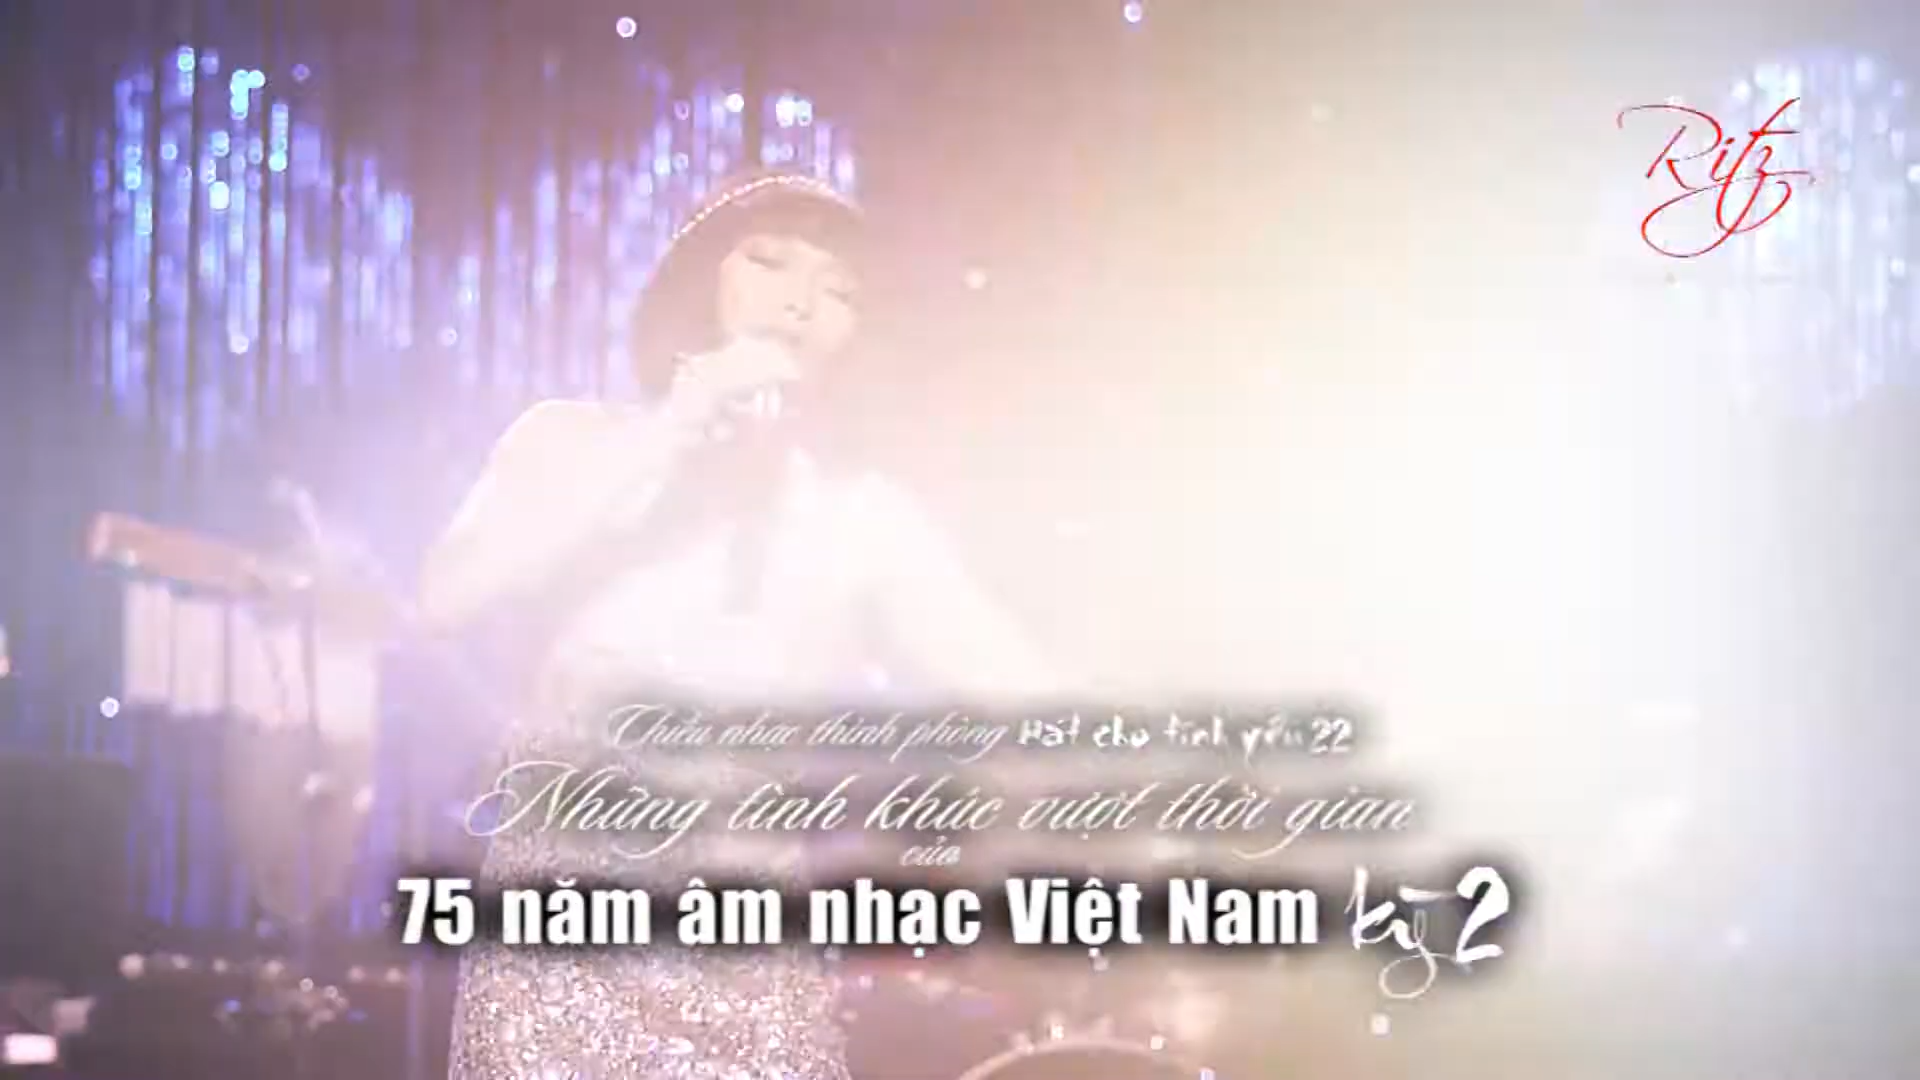 Ritz
Chiều nhạc thính phòng Hát cho tình yêu 22
Những tình khúc vượt thời gian
của
75 năm âm nhạc Việt Nam kỳ 2